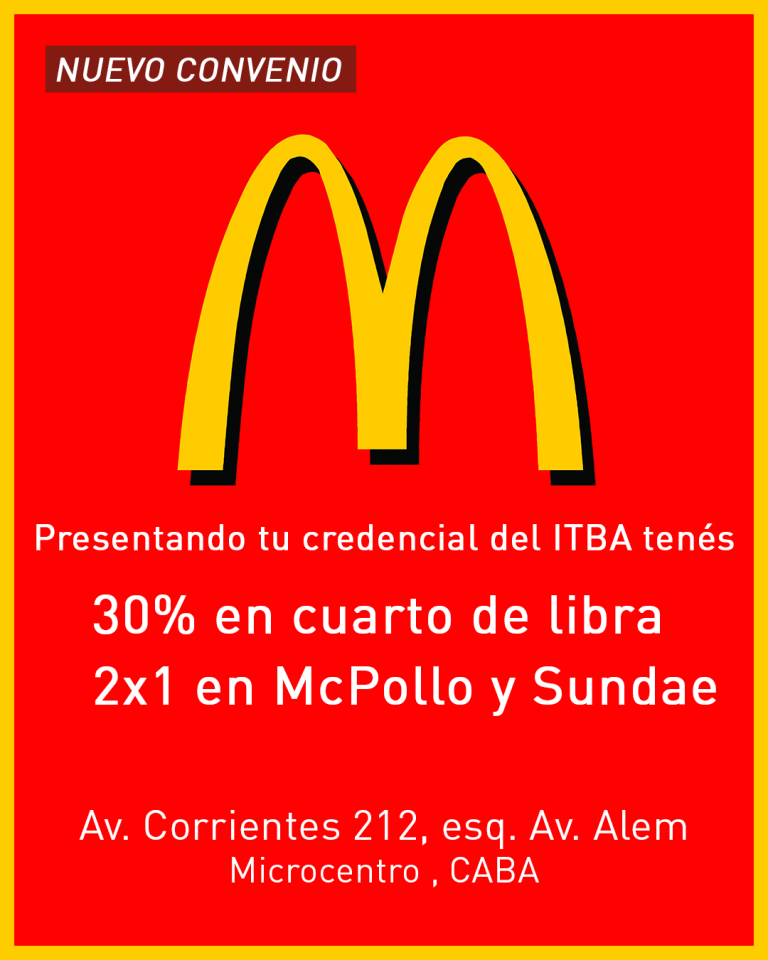 NUEVO CONVENIO
Presentando tu credencial del ITBA tenés
30% en cuarto de libra
2x1 en McPollo y Sundae
Av. Corrientes 212, esq. Av. Alem
Microcentro , CABA